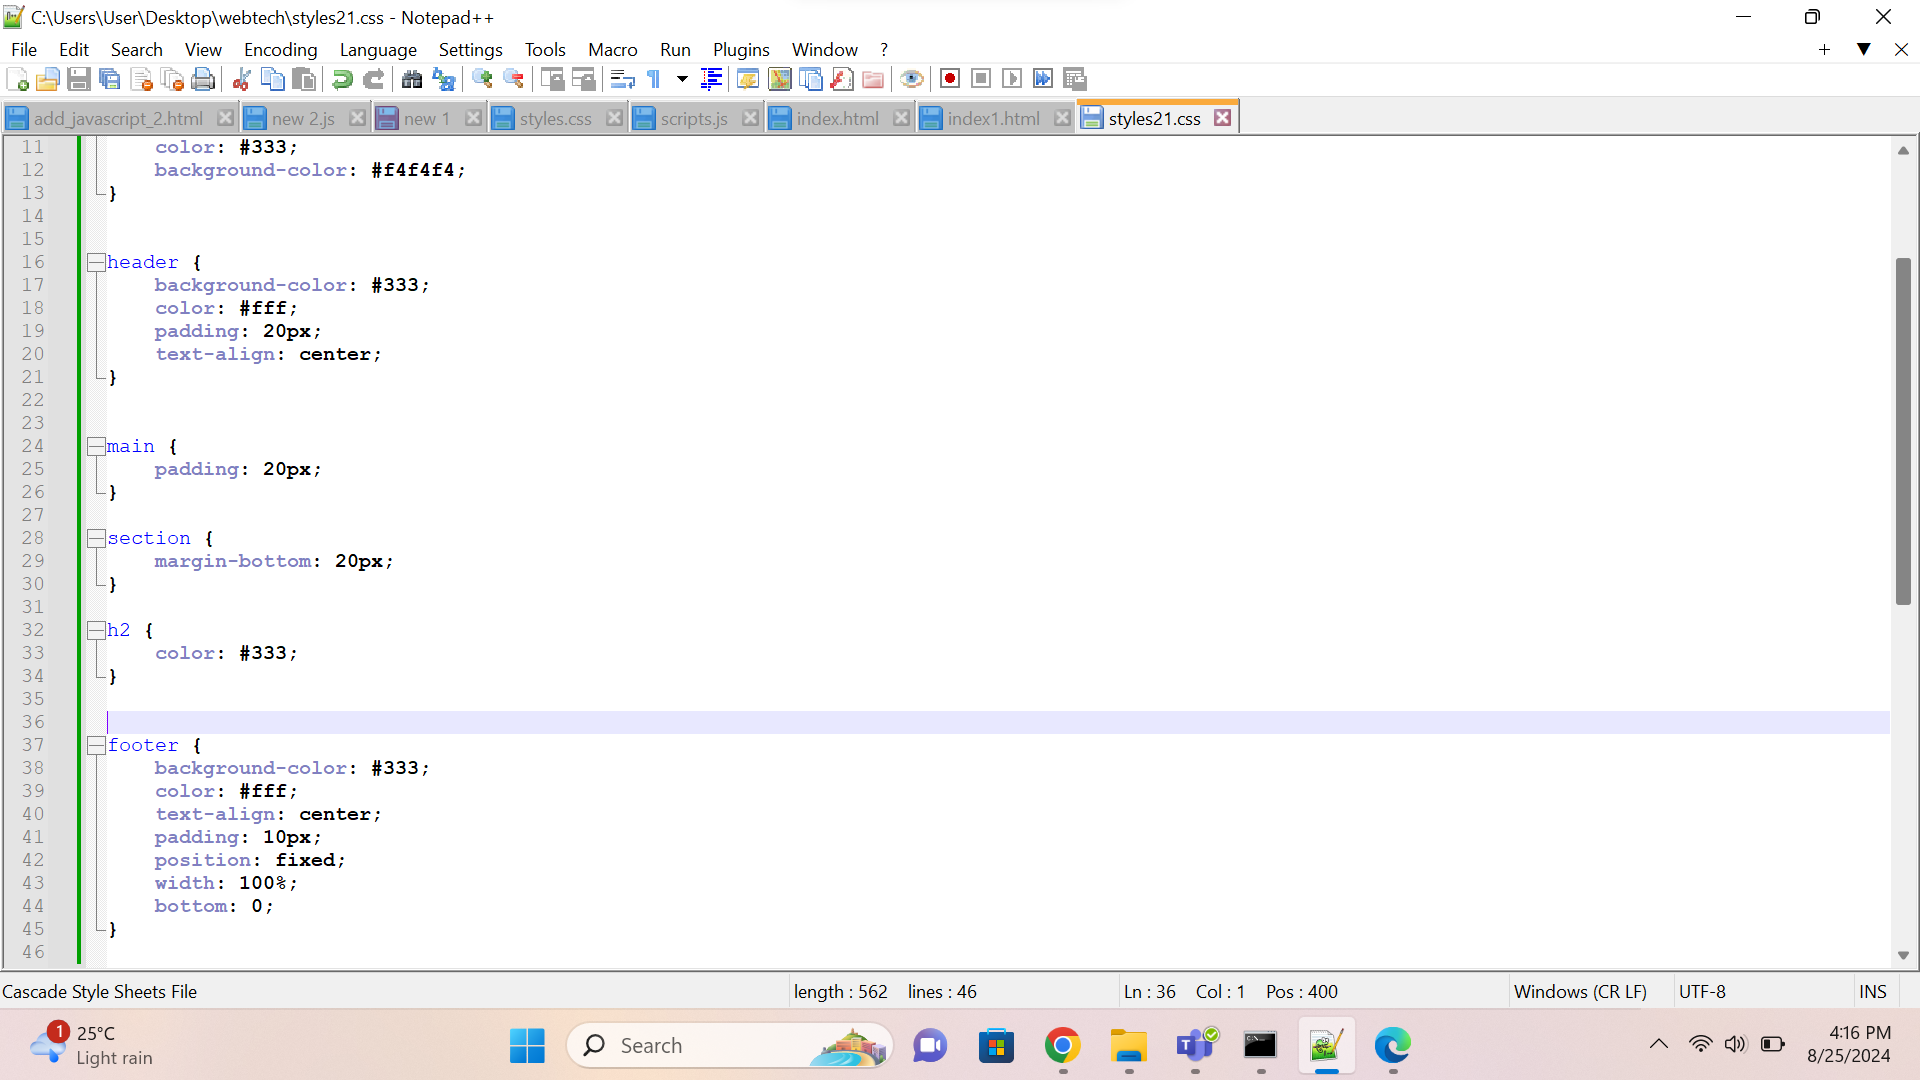 C:\Users\User\Desktop\webtech\styles21.css - Notepad++
File Edit Search View Encoding Language Settings Tools Macro Run Plugins Window ?
add_javascript_2.html new 2.js new 1 styles.css scripts.js index.html index1.html styles21.css
11 color: #333;
12 background-color: #f4f4f4;
13 }
14
15
16 header {
17 background-color: #333;
18 color: #fff;
19 padding: 20px;
20 text-align: center;
21 }
22
23
24 main {
25 padding: 20px;
26 }
27
28 section {
29 margin-bottom: 20px;
30 }
31
32 h2 {
33 color: #333;
34 }
35
36
37 footer {
38 background-color: #333;
39 color: #fff;
40 text-align: center;
41 padding: 10px;
42 position: fixed;
43 width: 100%;
44 bottom: 0;
45 }
46
Cascade Style Sheets File length : 562 lines : 46 Ln : 36 Col : 1 Pos : 400 Windows (CR LF) UTF-8 INS
1 25°C
Light rain
Search
4:16 PM
8/25/2024